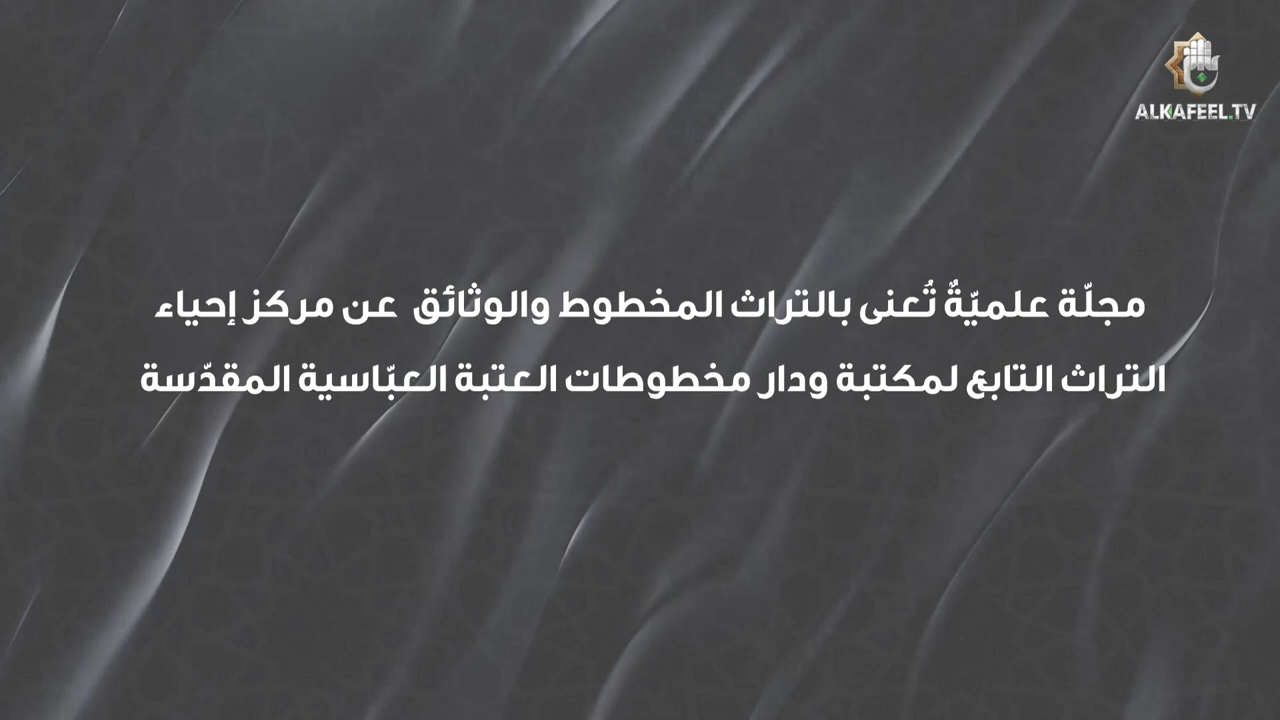 ALKAFEEL.TV
مجلّة علميّةٌ تُعنى بالتراث المخطوط والوثائق عن مركز إحياء
التراث التابع لمكتبة ودار مخطوطات العتبة العبّاسية المقدّسة